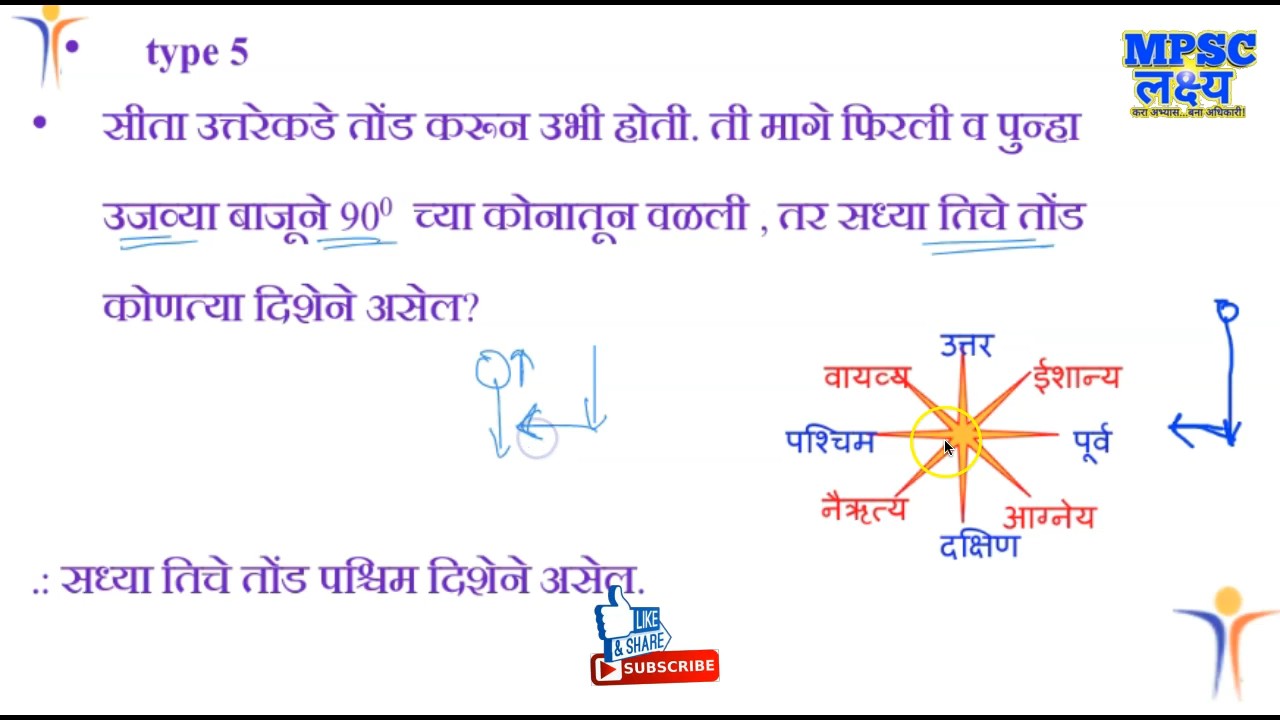 type 5
MPSC
लक्ष्य
करा अभ्यास...बना अधिकारी!
सीता उत्तरेकडे तोंड करून उभी होती. ती मागे फिरली व पुन्हा
उजव्या बाजूने 90⁰ च्या कोनातून वळली , तर सध्या तिचे तोंड
कोणत्या दिशेने असेल?
उत्तर
वायव्य
ईशान्य
पश्चिम
पूर्व
नैऋत्य
आग्नेय
दक्षिण
.: सध्या तिचे तोंड पश्चिम दिशेने असेल.
LIKE
& SHARE
SUBSCRIBE